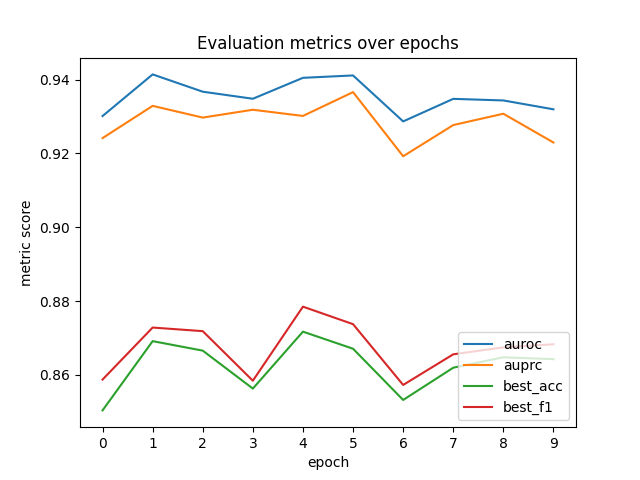 Evaluation metrics over epochs
metric score
0.94
0.92
0.90
0.88
0.86
auroc
auprc
best_acc
best_f1
0 1 2 3 4 5 6 7 8 9
epoch